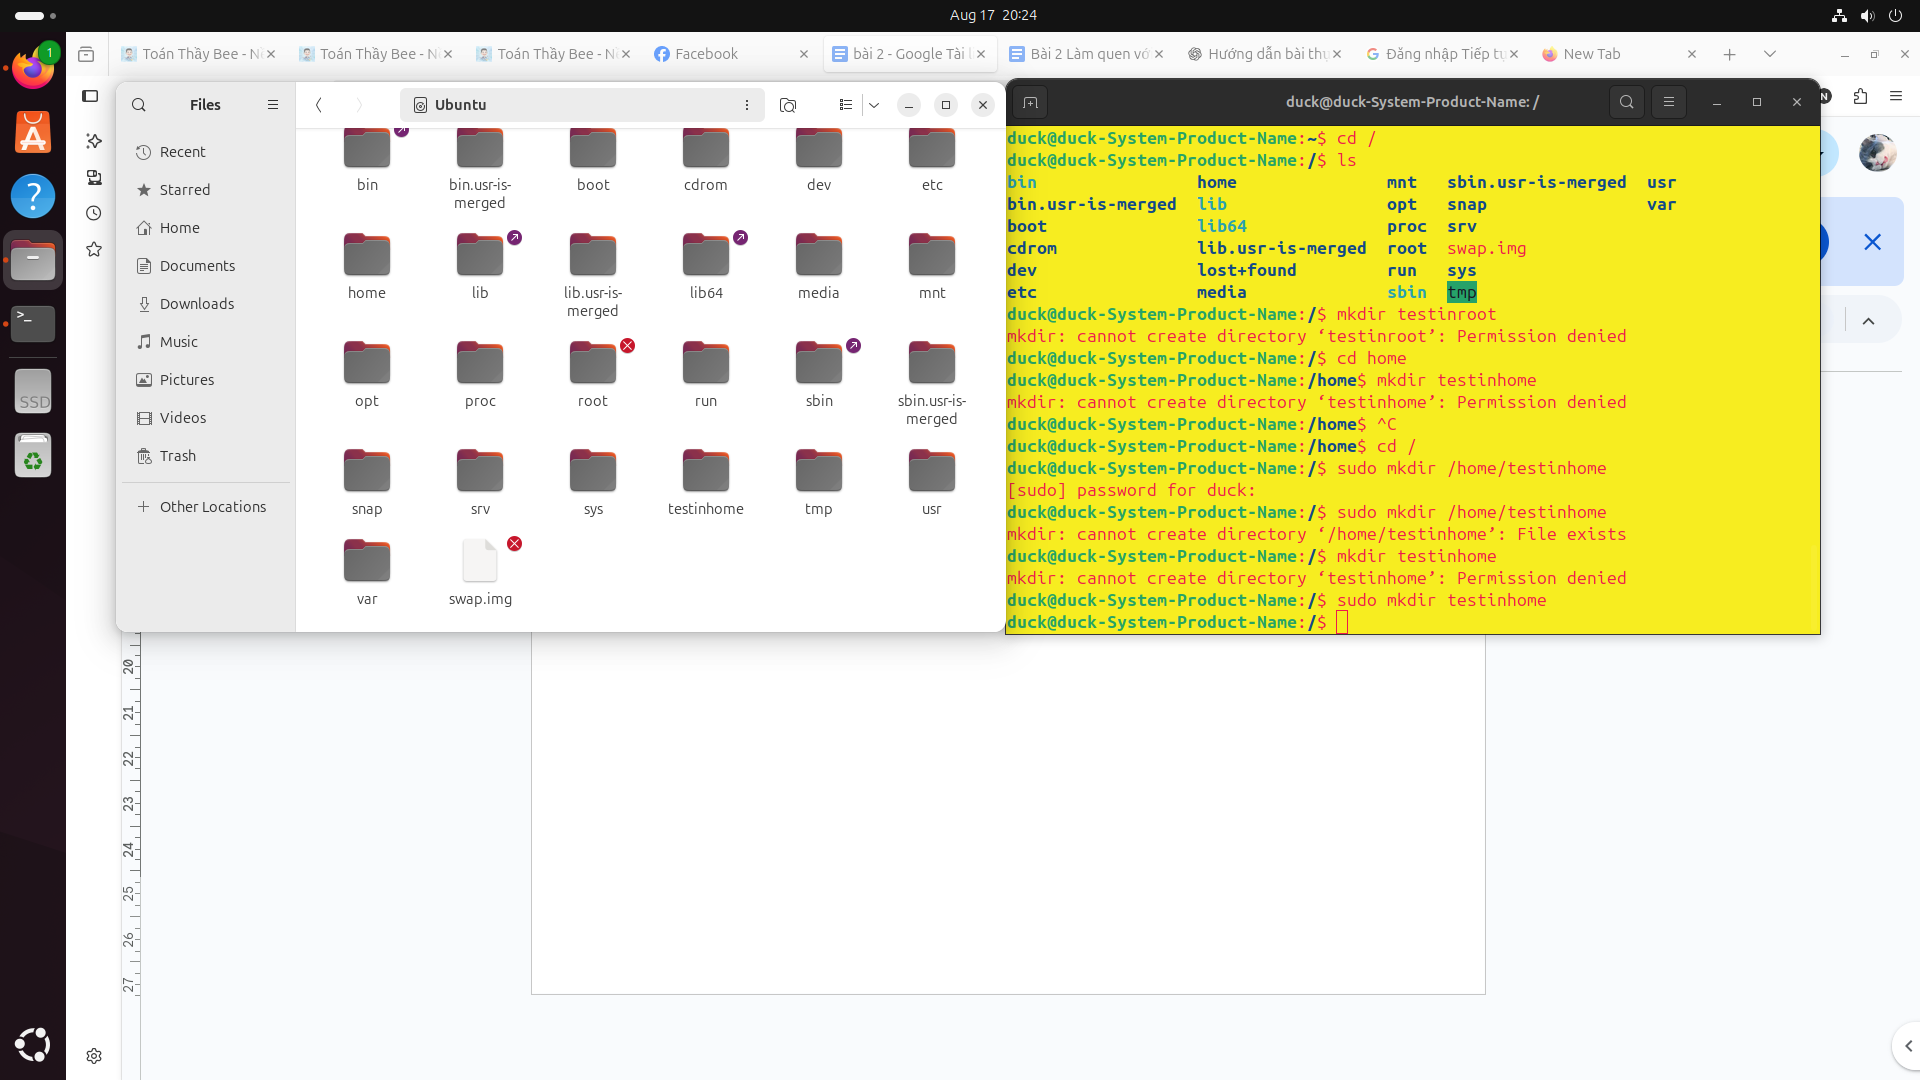 Aug 17 20:24
1
Toán Thầy Bee - N
Toán Thầy Bee - N
Toán Thầy Bee - N
Facebook
bài 2 - Google Tài l
Bài 2 Làm quen vớ
Hướng dẫn bài thự
Đăng nhập Tiếp tụ
New Tab
Files
Ubuntu
Recent
Starred
Home
Documents
Downloads
Music
Pictures
Videos
Trash
Other Locations
SSD
bin
bin.usr-is-
merged
boot
cdrom
dev
etc
home
lib
lib.usr-is-
merged
lib64
media
mnt
opt
proc
root
run
sbin
sbin.usr-is-
merged
snap
srv
sys
testinhome
tmp
usr
var
swap.img
duck@duck-System-Product-Name: /
duck@duck-System-Product-Name:~$ cd /
duck@duck-System-Product-Name:/$ ls
bin home mnt sbin.usr-is-merged usr
bin.usr-is-merged lib opt snap var
boot lib64 proc srv
cdrom lib.usr-is-merged root swap.img
dev lost+found run sys
etc media sbin tmp
duck@duck-System-Product-Name:/$ mkdir testinroot
mkdir: cannot create directory ‘testinroot’: Permission denied
duck@duck-System-Product-Name:/$ cd home
duck@duck-System-Product-Name:/home$ mkdir testinhome
mkdir: cannot create directory ‘testinhome’: Permission denied
duck@duck-System-Product-Name:/home$ ^C
duck@duck-System-Product-Name:/home$ cd /
duck@duck-System-Product-Name:/$ sudo mkdir /home/testinhome
[sudo] password for duck:
duck@duck-System-Product-Name:/$ sudo mkdir /home/testinhome
mkdir: cannot create directory ‘/home/testinhome’: File exists
duck@duck-System-Product-Name:/$ mkdir testinhome
mkdir: cannot create directory ‘testinhome’: Permission denied
duck@duck-System-Product-Name:/$ sudo mkdir testinhome
duck@duck-System-Product-Name:/$
N
20
21
22
23
24
25
26
27